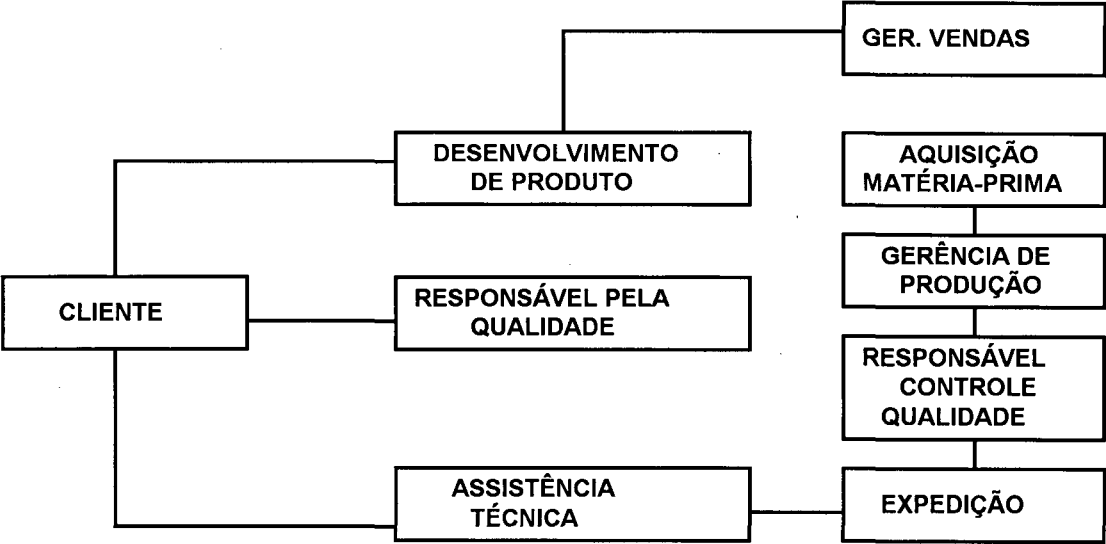 GER. VENDAS
DESENVOLVIMENTO
DE PRODUTO
AQUISIÇÃO
MATÉRIA-PRIMA
GERÊNCIA DE
PRODUÇÃO
CLIENTE
RESPONSÁVEL PELA
QUALIDADE
RESPONSÁVEL
CONTROLE
QUALIDADE
ASSISTÊNCIA
TÉCNICA
EXPEDIÇÃO